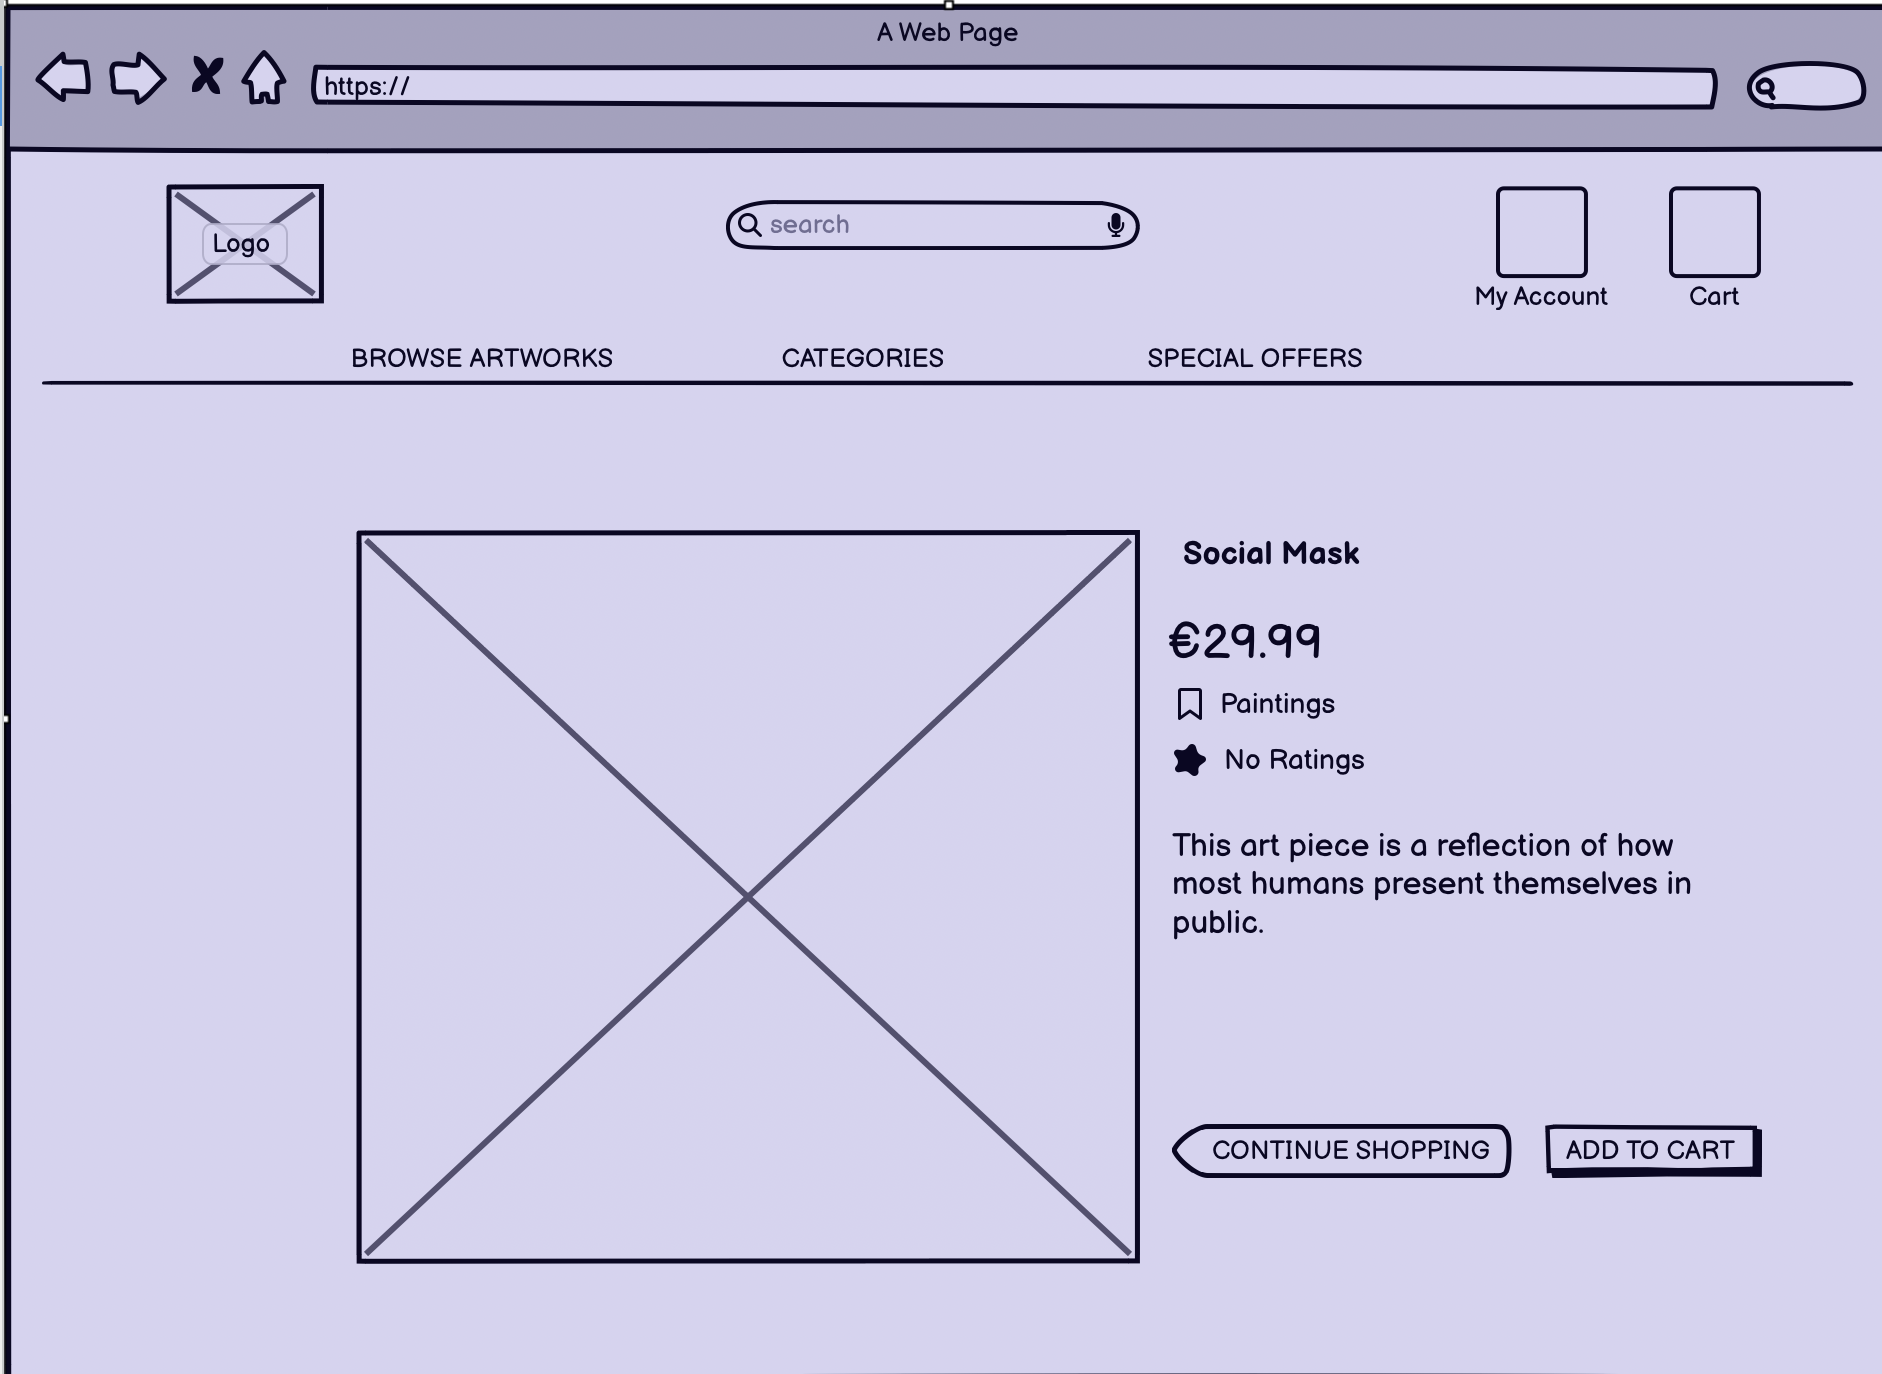 A Web Page
https://
Logo
search
My Account
Cart
BROWSE ARTWORKS
CATEGORIES
SPECIAL OFFERS
Social Mask
€29.99
Paintings
No Ratings
This art piece is a reflection of how
most humans present themselves in
public.
CONTINUE SHOPPING
ADD TO CART